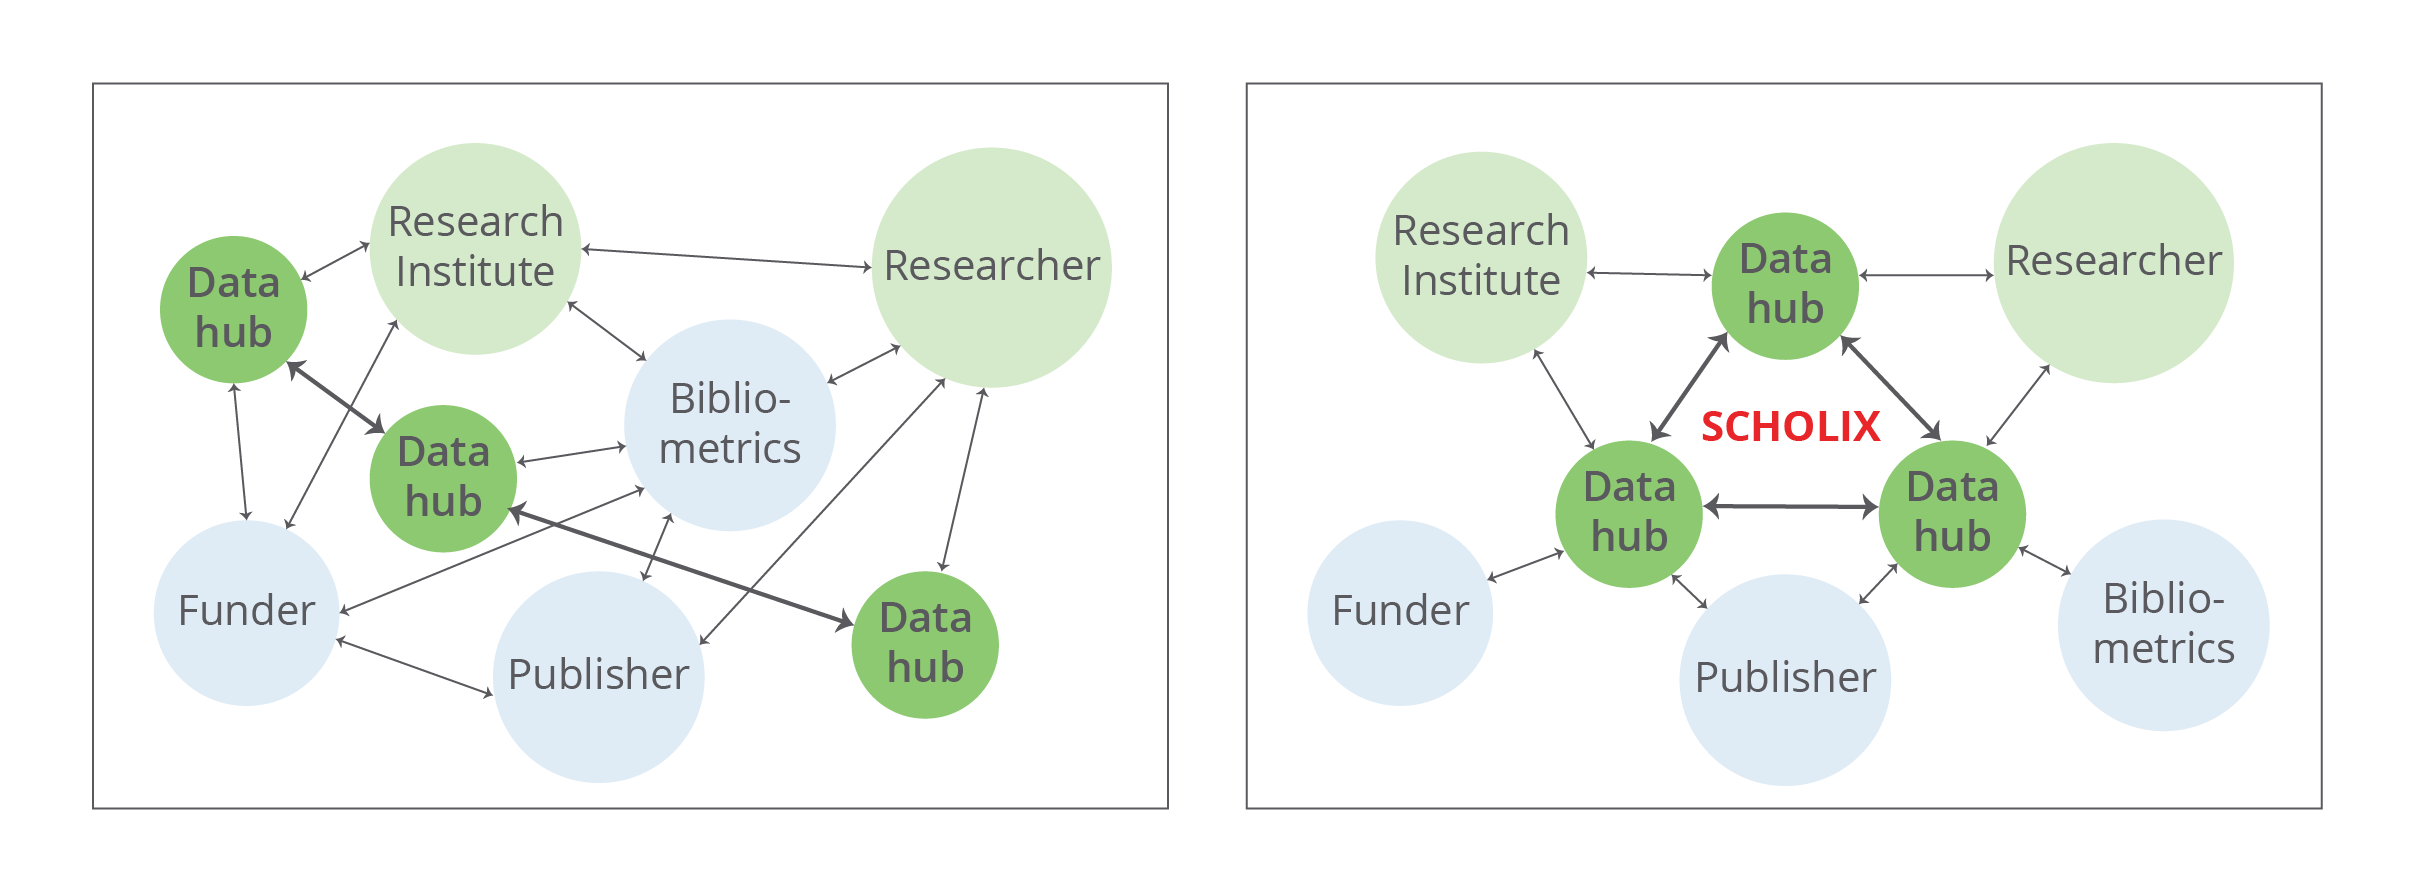 Research
Institute
Researcher
Data
hub
Biblio-
metrics
Data
hub
Funder
Publisher
Data
hub
Research
Institute
Data
hub
Researcher
SCHOLIX
Data
hub
Data
hub
Funder
Publisher
Biblio-
metrics